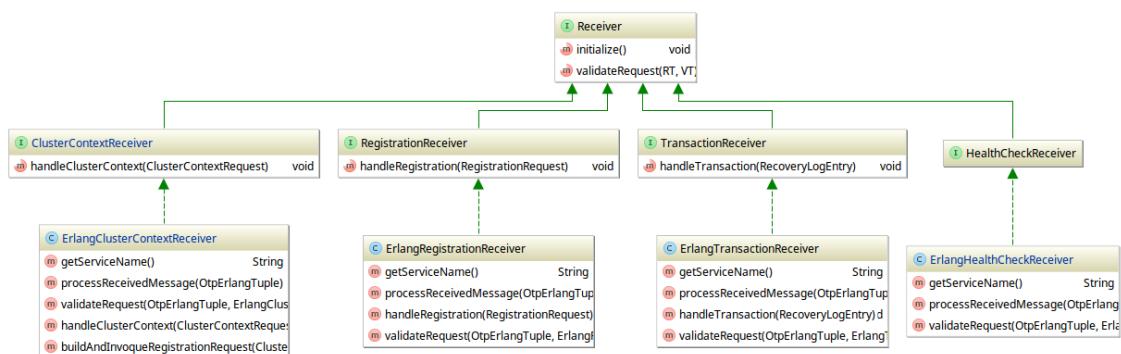 I Receiver
m initialize() void
m validateRequest(RT, VT)
I ClusterContextReceiver
m handleClusterContext(ClusterContextRequest) void
I RegistrationReceiver
m handleRegistration(RegistrationRequest) void
I TransactionReceiver
m handleTransaction(RecoveryLogEntry) void
I HealthCheckReceiver
C ErlangClusterContextReceiver
m getServiceName() String
m processReceivedMessage(OtpErlangTuple)
m validateRequest(OtpErlangTuple, ErlangClus
m handleClusterContext(ClusterContextReques
m buildAndInvokeRegistrationRequest(Cluste
C ErlangRegistrationReceiver
m getServiceName() String
m processReceivedMessage(OtpErlangTup
m handleRegistration(RegistrationRequest)
m validateRequest(OtpErlangTuple, ErlangF
C ErlangTransactionReceiver
m getServiceName() String
m processReceivedMessage(OtpErlangTup
m handleTransaction(RecoveryLogEntry) d
m validateRequest(OtpErlangTuple, ErlangT
C ErlangHealthCheckReceiver
m getServiceName() String
m processReceivedMessage(OtpErlang
m validateRequest(OtpErlangTuple, Erla